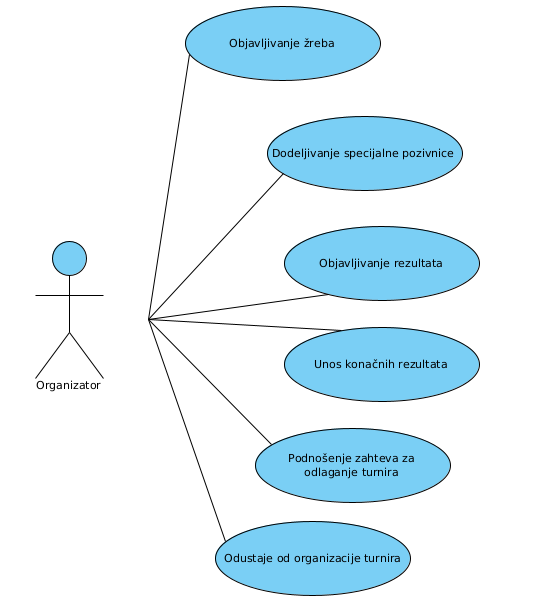 Objavljivanje žreba
Dodeljivanje specijalne pozivnice
Objavljivanje rezultata
Unos konačnih rezultata
Organizator
Podnošenje zahteva za
odlaganje turnira
Odustaje od organizacije turnira